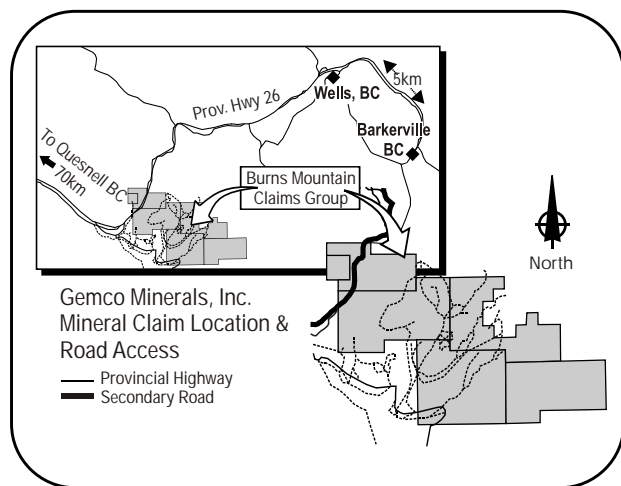 5km
Wells, BC
Prov. Hwy 26
Barkerville
BC
To Quesnell BC
70km
Burns Mountain
Claims Group
North
Gemco Minerals, Inc.
Mineral Claim Location &
Road Access
Provincial Highway
Secondary Road